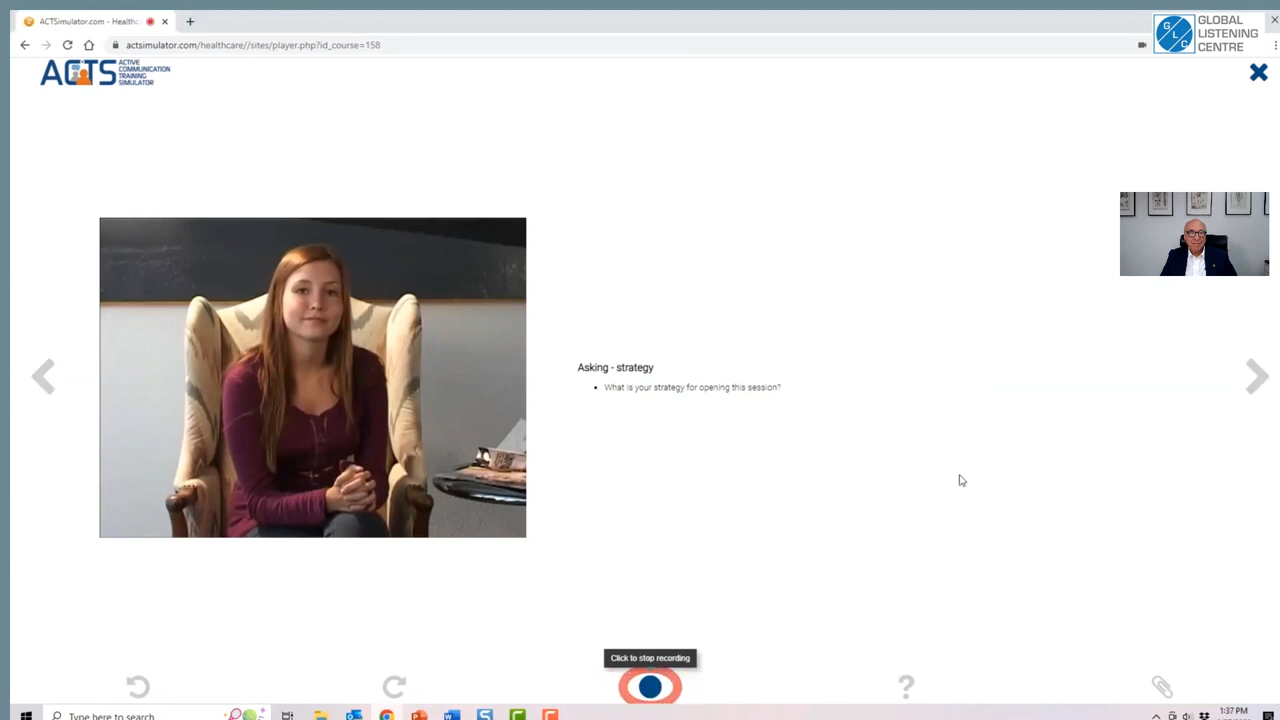 ACTSimulator.com - Healthc
GLOBAL
LISTENING
CENTRE
GLC
actsimulator.com/healthcare//sites/player.php?id_course=158
ACTS
ACTIVE
COMMUNICATION
TRAINING
SIMULATOR
Asking - strategy
• What is your strategy for opening this session?
Click to stop recording
?
Type here to search
1:37 PM